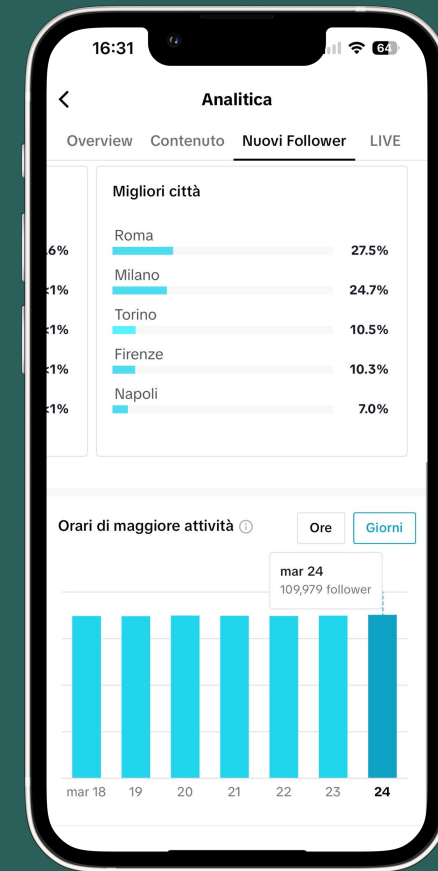 16:31
64
Analitica
Overview Contenuto Nuovi Follower LIVE
Migliori città
Roma
.6% 27.5%
Milano
<1% 24.7%
Torino
<1% 10.5%
Firenze
<1% 10.3%
Napoli
<1% 7.0%
Orari di maggiore attività
Ore Giorni
mar 24
109,979 follower
mar 18 19 20 21 22 23 24